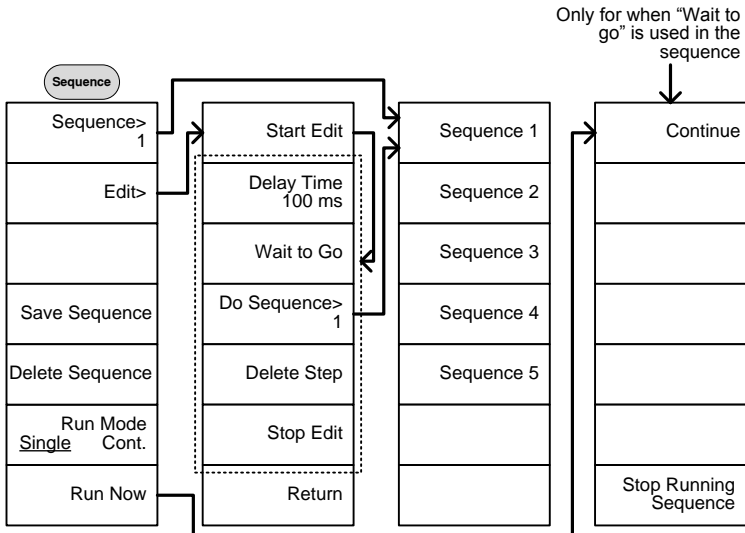 Only for when “Wait to
go” is used in the
sequence
Sequence
Sequence>
1
Edit>
Save Sequence
Delete Sequence
Run Mode
Single Cont.
Run Now
Start Edit
Delay Time
100 ms
Wait to Go
Do Sequence>
1
Delete Step
Stop Edit
Return
Sequence 1
Sequence 2
Sequence 3
Sequence 4
Sequence 5
Continue
Stop Running
Sequence